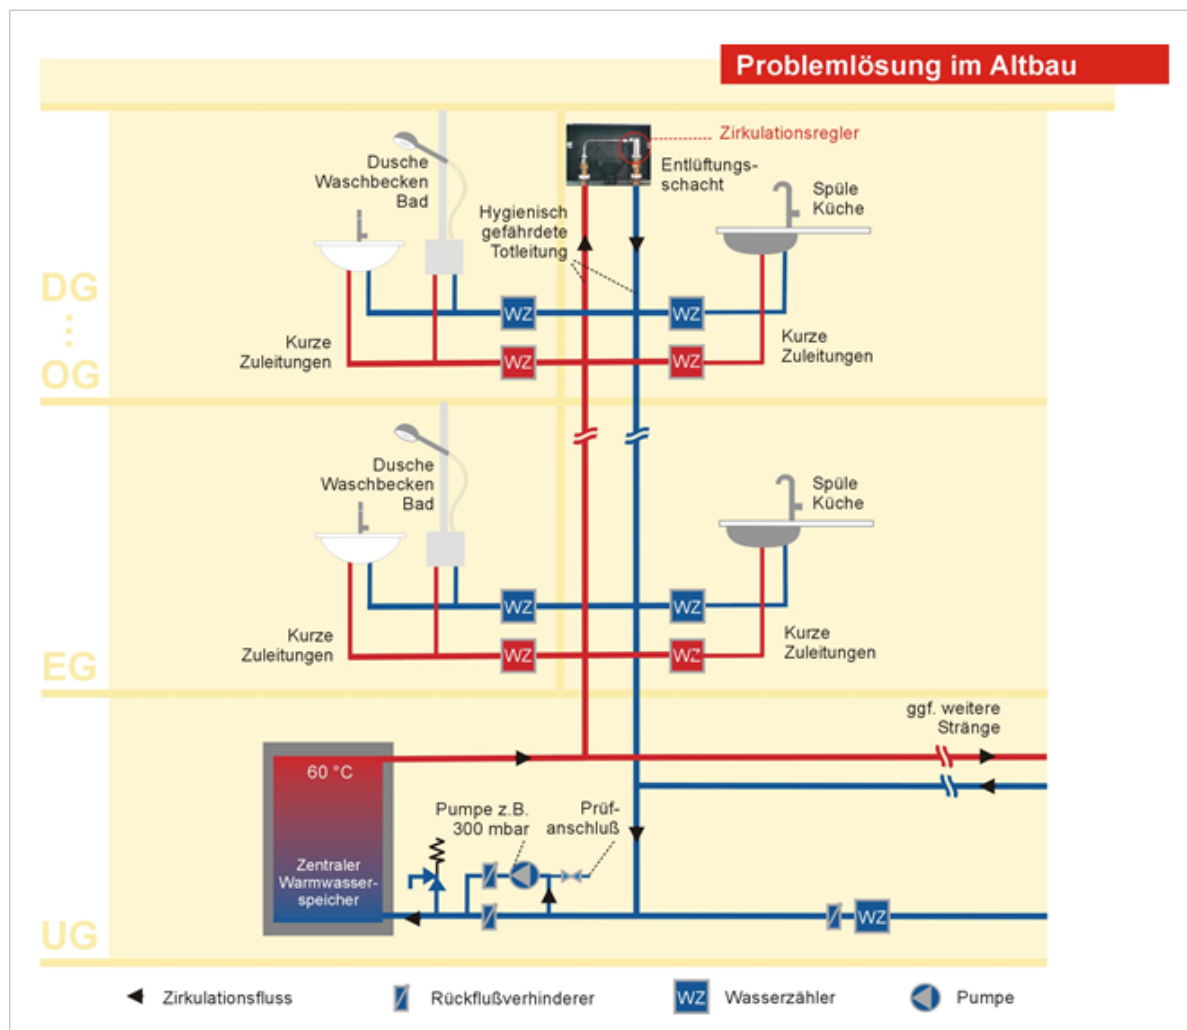 Problemlösung im Altbau
Zirkulationsregler
Dusche
Waschbecken
Bad
Entlüftungs-
schacht
Spüle
Küche
Hygienisch
gefährdete
Totleitung
DG
OG
WZ
WZ
Kurze
Zuleitungen
WZ
WZ
Kurze
Zuleitungen
Dusche
Waschbecken
Bad
Spüle
Küche
WZ
WZ
Kurze
Zuleitungen
WZ
WZ
Kurze
Zuleitungen
EG
ggf. weitere
Stränge
60 °C
Pumpe z.B.
300 mbar
Prüf-
anschluß
Zentraler
Warmwasser-
speicher
WZ
UG
Zirkulationsfluss
Rückflußverhinderer
WZ
Wasserzähler
Pumpe